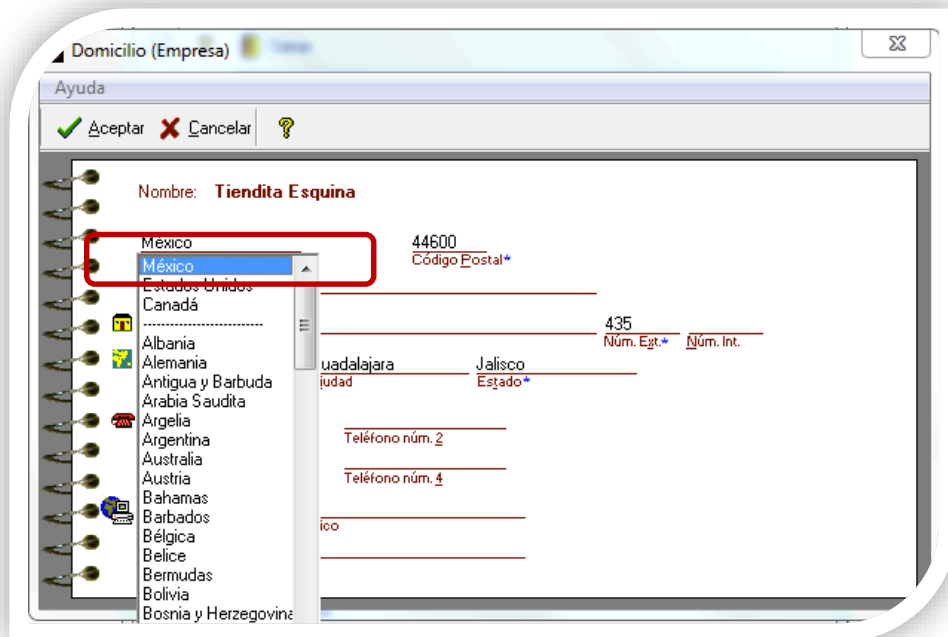 Domicilio (Empresa)
Ayuda
Aceptar Cancelar
Nombre: Tiendita Esquina
México 44600
Código Postal*
México
Estados Unidos
Canadá
-------------------------
Albania
Alemania
Antigua y Barbuda
Arabia Saudita
Argelia
Argentina
Australia
Austria
Bahamas
Barbados
Bélgica
Belice
Bermudas
Bolivia
Bosnia y Herzegovina
435
Núm. Ext.* Núm. Int.
uadalajara Jalisco
iudad Estado*
Teléfono núm. 2
Teléfono núm. 4
ico